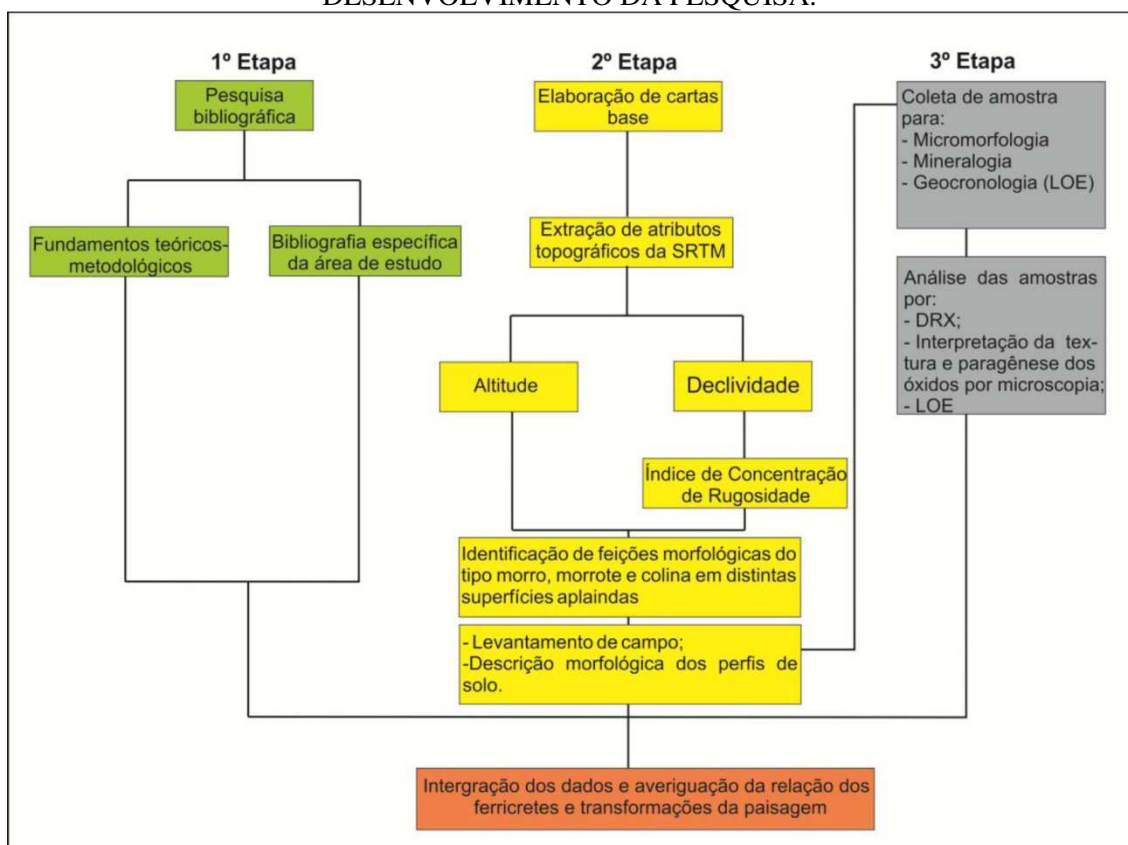 DESENVOLVIMENTO DA PESQUISA.
1º Etapa
Pesquisa
bibliográfica
Fundamentos teóricos-
metodológicos
Bibliografia específica
da área de estudo
2º Etapa
Elaboração de cartas
base
Extração de atributos
topográficos da SRTM
Altitude
Declividade
Índice de Concentração
de Rugosidade
Identificação de feições morfológicas do
tipo morro, morrote e colina em distintas
superfícies aplaindas
- Levantamento de campo;
-Descrição morfológica dos perfis de
solo.
3º Etapa
Coleta de amostra
para:
- Micromorfologia
- Mineralogia
- Geocronologia (LOE)
Análise das amostras
por:
- DRX;
- Interpretação da tex-
tura e paragênese dos
óxidos por microscopia;
- LOE
Intergração dos dados e averiguação da relação dos
ferricretes e transformações da paisagem